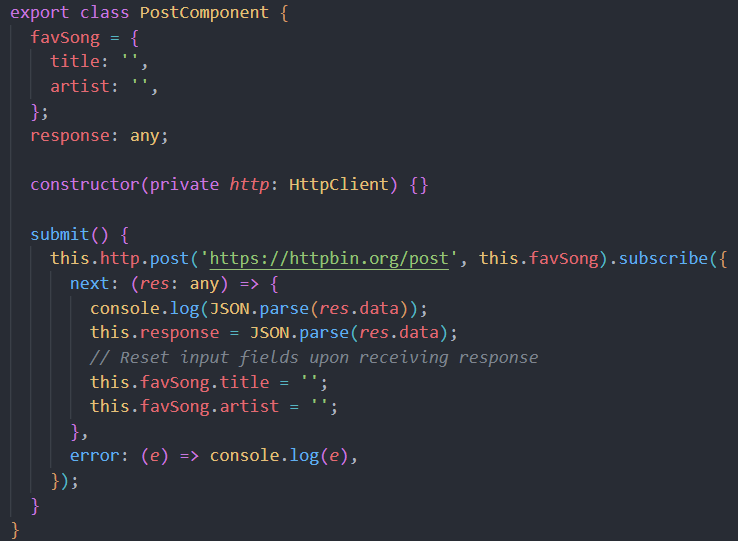 export class PostComponent {
  favSong = {
    title: '',
    artist: '',
  };
  response: any;

  constructor(private http: HttpClient) {}

  submit() {
    this.http.post('https://httpbin.org/post', this.favSong).subscribe({
      next: (res: any) => {
        console.log(JSON.parse(res.data));
        this.response = JSON.parse(res.data);
        // Reset input fields upon receiving response
        this.favSong.title = '';
        this.favSong.artist = '';
      },
      error: (e) => console.log(e),
    });
  }
}